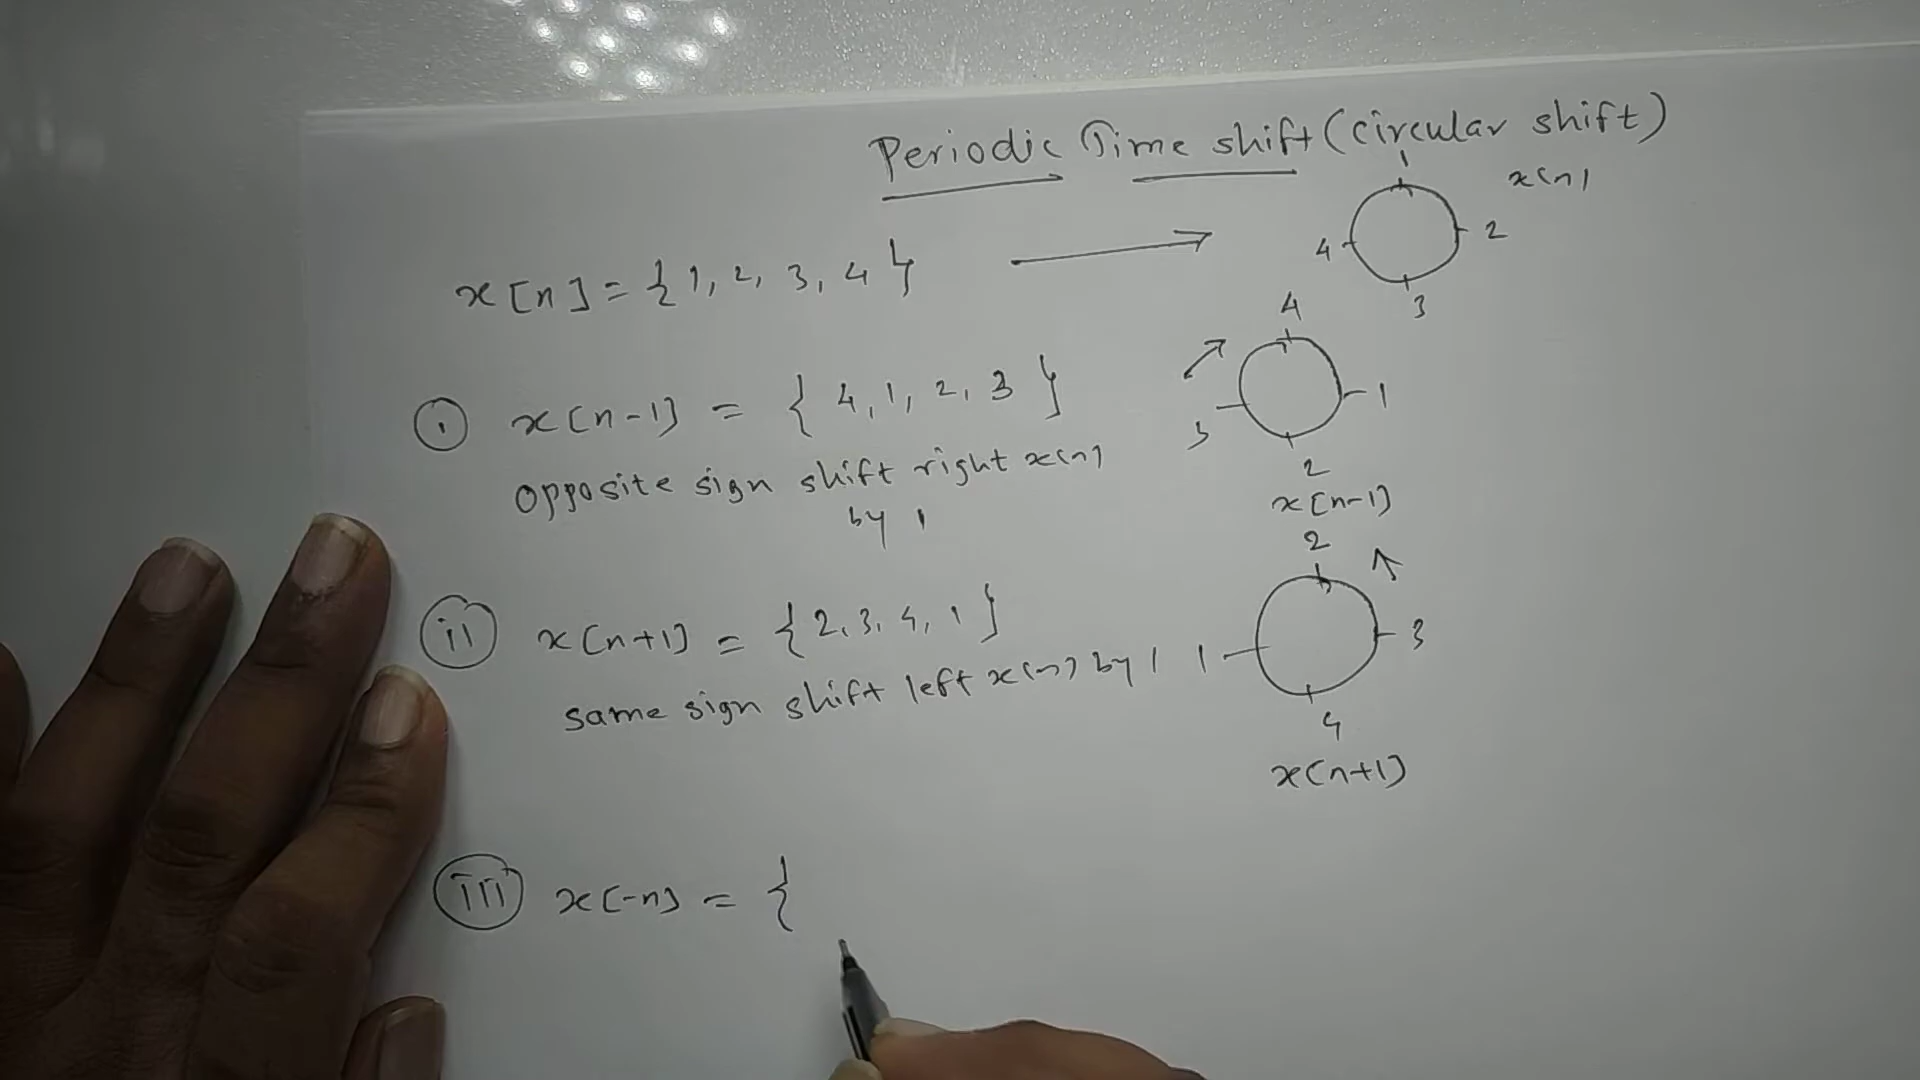 Periodic Time shift (circular shift)
x[n] = {1, 2, 3, 4}
1
x(n)
4
2
3
i x[n-1] = {4, 1, 2, 3}
opposite sign shift right x(n)
by 1
4
1
3
2
x[n-1]
ii x[n+1] = {2, 3, 4, 1}
same sign shift left x(n) by 1
2
3
1
4
x[n+1]
iii x[-n] = {